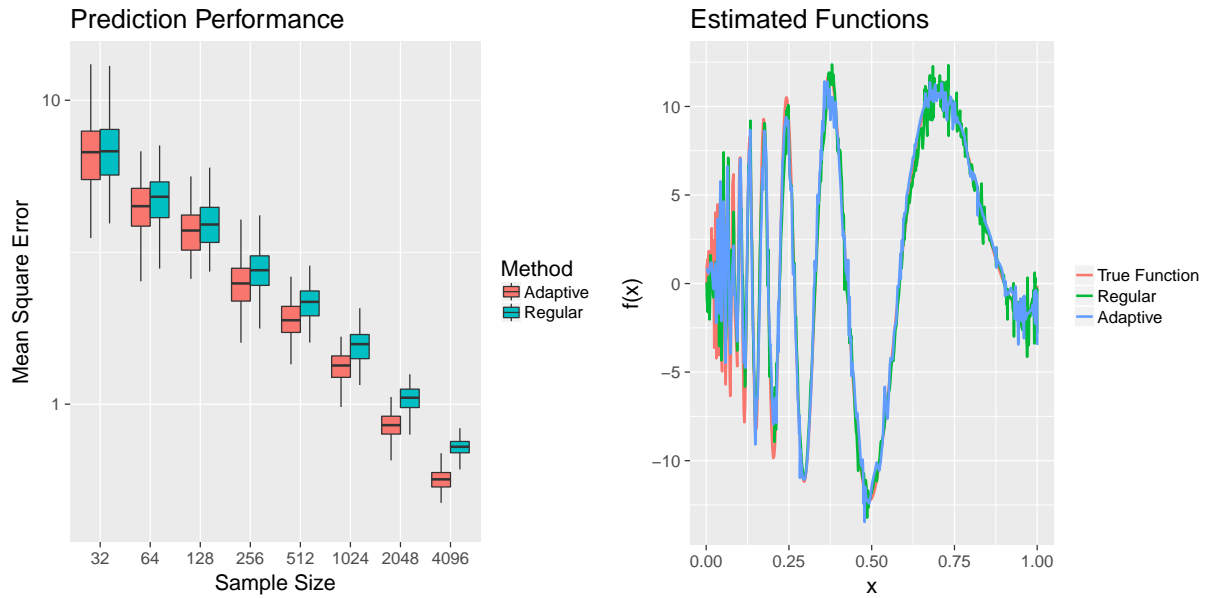 Prediction Performance
10
1
Mean Square Error
32 64 128 256 512 1024 2048 4096
Sample Size
Method
Adaptive
Regular
Estimated Functions
10
5
0
−5
−10
f(x)
0.00 0.25 0.50 0.75 1.00
x
True Function
Regular
Adaptive